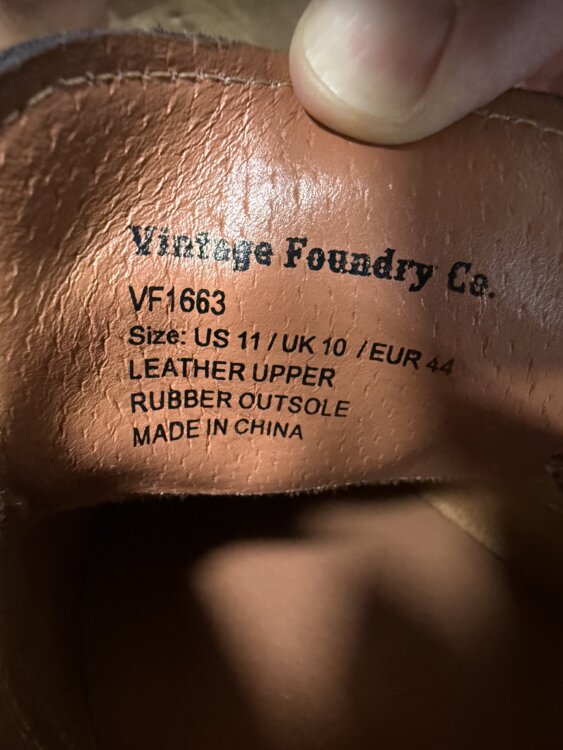 Vintage Foundry Co.
VF1663
Size: US 11 / UK 10 / EUR 44
LEATHER UPPER
RUBBER OUTSOLE
MADE IN CHINA